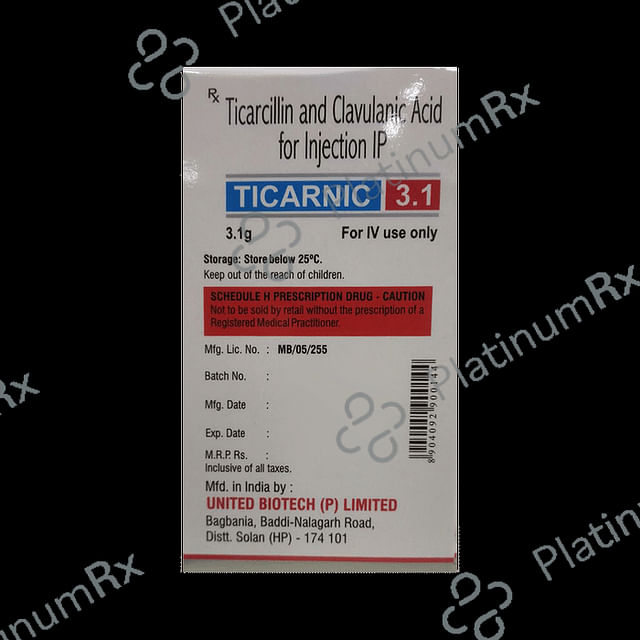 PlatinumRx
Rx Ticarcillin and Clavulanic Acid
for Injection IP
TICARNIC 3.1
3.1g For IV use only
Storage: Store below 25ºC.
Keep out of the reach of children.
SCHEDULE H PRESCRIPTION DRUG - CAUTION
Not to be sold by retail without the prescription of a
Registered Medical Practitioner.
Mfg. Lic. No. : MB/05/255
Batch No. :
Mfg. Date :
Exp. Date :
M.R.P. Rs. :
Inclusive of all taxes.
8904092900144
Mfd. in India by :
UNITED BIOTECH (P) LIMITED
Bagbania, Baddi-Nalagarh Road,
Distt. Solan (HP) - 174 101
PlatinumRx
PlatinumRx
Rx
PlatinumRx
tinumRx